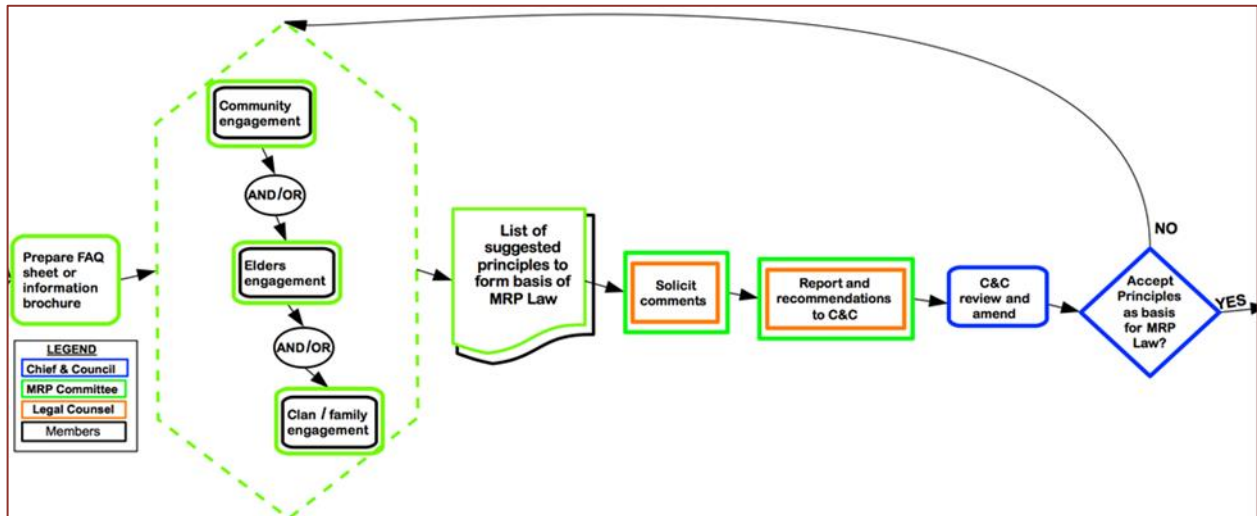 Community
engagement
AND/OR
Elders
engagement
AND/OR
Clan / family
engagement
Prepare FAQ
sheet or
information
brochure
LEGEND
Chief & Council
MRP Committee
Legal Counsel
Members
List of
suggested
principles to
form basis of
MRP Law
Solicit
comments
Report and
recommendations
to C&C
C&C
review and
amend
NO
Accept
Principles
as basis
for MRP
Law?
YES